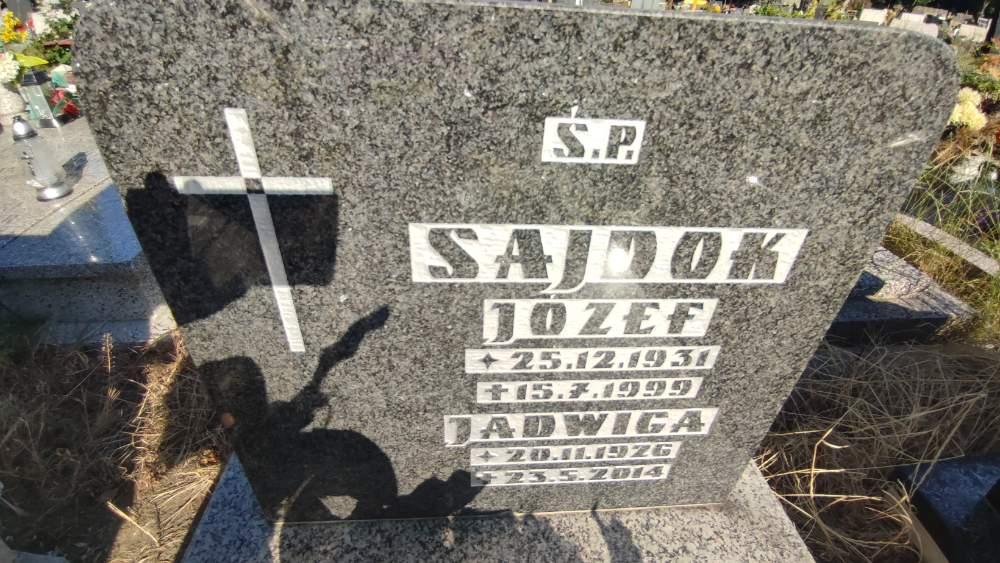 Ś.P.
SAJDOK
JÓZEF
✦ 25.12.1931
✝ 15.7.1999
JADWIGA
✦ 20.11.1926
✝ 23.5.2014